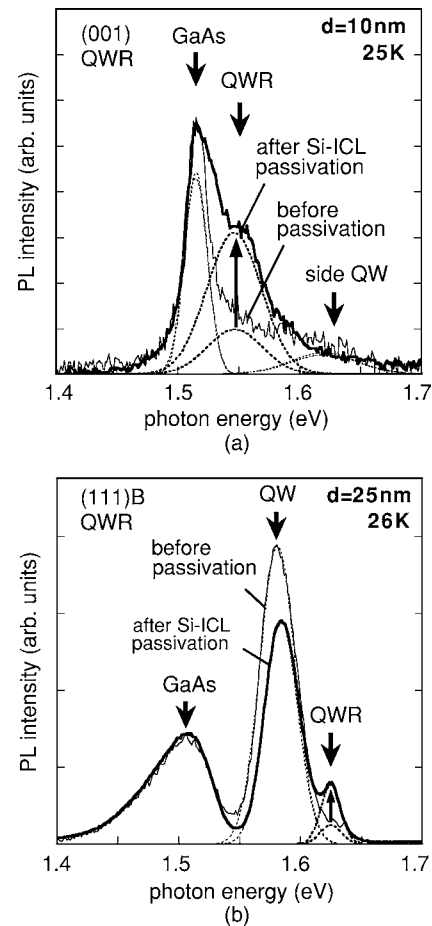 (001)
QWR
GaAs
d=10nm
25K
QWR
after Si-ICL
passivation
before
passivation
side QW
PL intensity (arb. units)
1.4
1.5
1.6
1.7
photon energy (eV)
(a)
(111)B
QWR
QW
d=25nm
26K
before
passivation
after Si-ICL
passivation
GaAs
QWR
PL intensity (arb. units)
1.4
1.5
1.6
1.7
photon energy (eV)
(b)